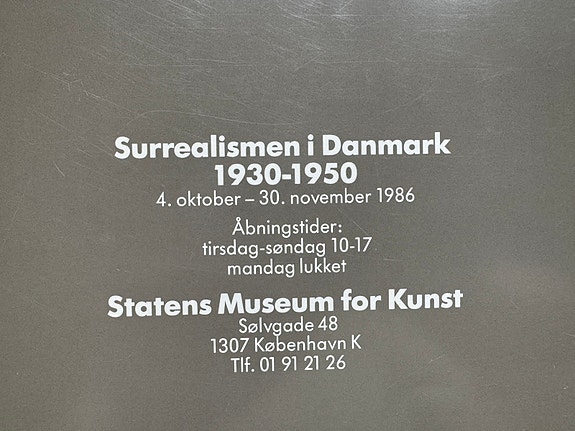 Surrealismen i Danmark
1930-1950
4. oktober – 30. november 1986
Åbningstider:
tirsdag-søndag 10-17
mandag lukket
Statens Museum for Kunst
Sølvgade 48
1307 København K
Tlf. 01 91 21 26